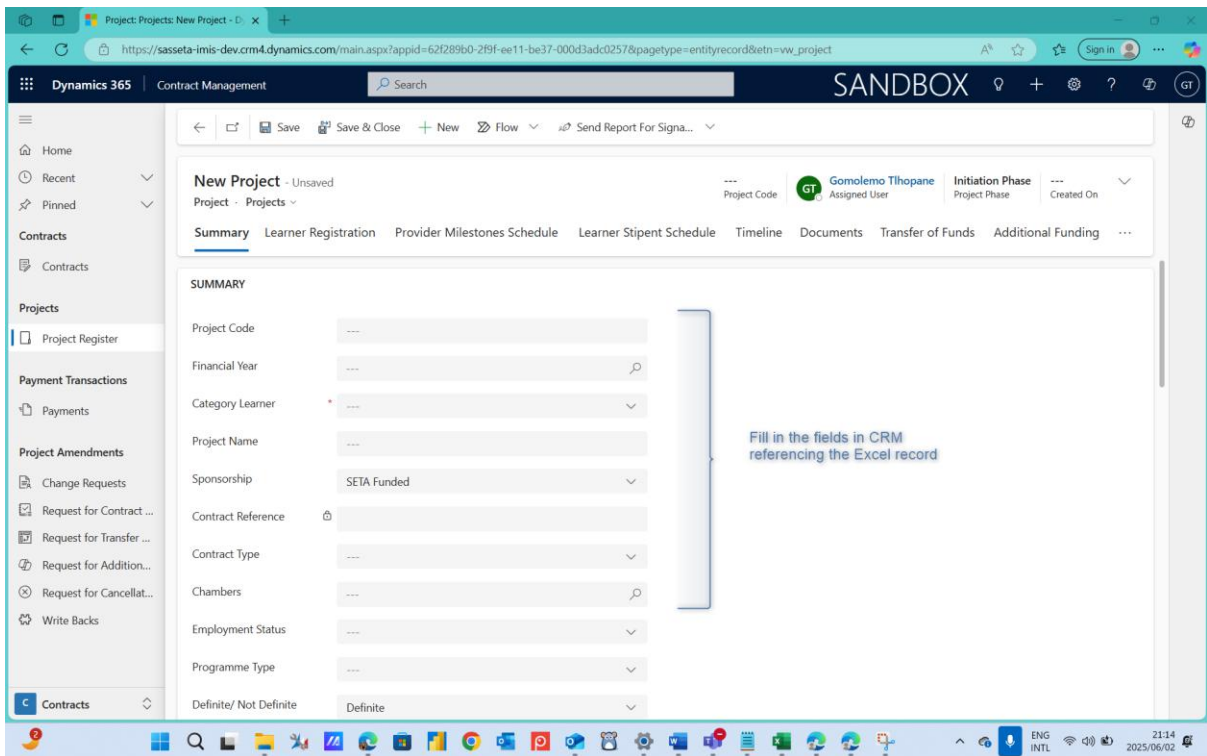 Project: Projects: New Project - D
https://sasseta-imis-dev.crm4.dynamics.com/main.aspx?appid=62f289b0-2f9f-ee11-be37-000d3adc0257&pagetype=entityrecord&etn=vw_project
Sign in
Dynamics 365 Contract Management Search SANDBOX GT
Save Save & Close New Flow Send Report For Signa...
Home
Recent
Pinned
Contracts
Contracts
Projects
Project Register
Payment Transactions
Payments
Project Amendments
Change Requests
Request for Contract ...
Request for Transfer ...
Request for Addition...
Request for Cancellat...
Write Backs
C Contracts
New Project - Unsaved
Project · Projects
---
Project Code
GT
Gomolemo Tlhopane
Assigned User
Initiation Phase
Project Phase
---
Created On
Summary Learner Registration Provider Milestones Schedule Learner Stipent Schedule Timeline Documents Transfer of Funds Additional Funding ...
SUMMARY
Project Code ---
Financial Year ---
Category Learner * ---
Project Name ---
Sponsorship SETA Funded
Contract Reference
Contract Type ---
Chambers ---
Employment Status ---
Programme Type ---
Definite/ Not Definite Definite
Fill in the fields in CRM
referencing the Excel record
2
ENG
INTL
21:14
2025/06/02